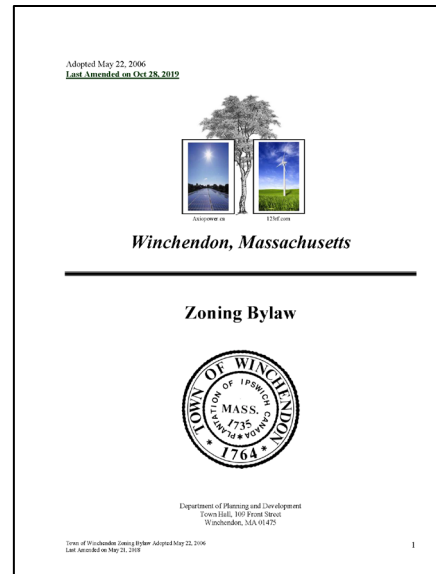 Adopted May 22, 2006
Last Amended on Oct 28, 2019
Axiopower.ca
123rf.com
Winchendon, Massachusetts
Zoning Bylaw
TOWN OF WINCHENDON
PLANTATION OF IPSWICH CANADA
MASS.
1735
1764
Department of Planning and Development
Town Hall, 109 Front Street
Winchendon, MA 01475
Town of Winchendon Zoning Bylaw Adopted May 22, 2006
Last Amended on May 21, 2018
1